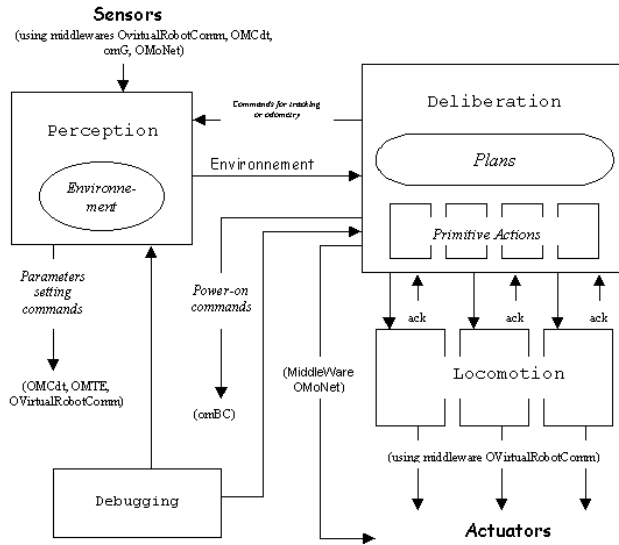 Sensors
(using middlewares OvirtualRobotComm, OMCdt,
omG, OMoNet)
Perception
Environne-
ment
Commands for tracking
or odometry
Environnement
Deliberation
Plans
Primitive Actions
Parameters
setting
commands
Power-on
commands
ack
ack
ack
(OMCdt, OMTE,
OVirtualRobotComm)
(omBC)
(MiddleWare
OMoNet)
Locomotion
(using middleware OVirtualRobotComm)
Debugging
Actuators